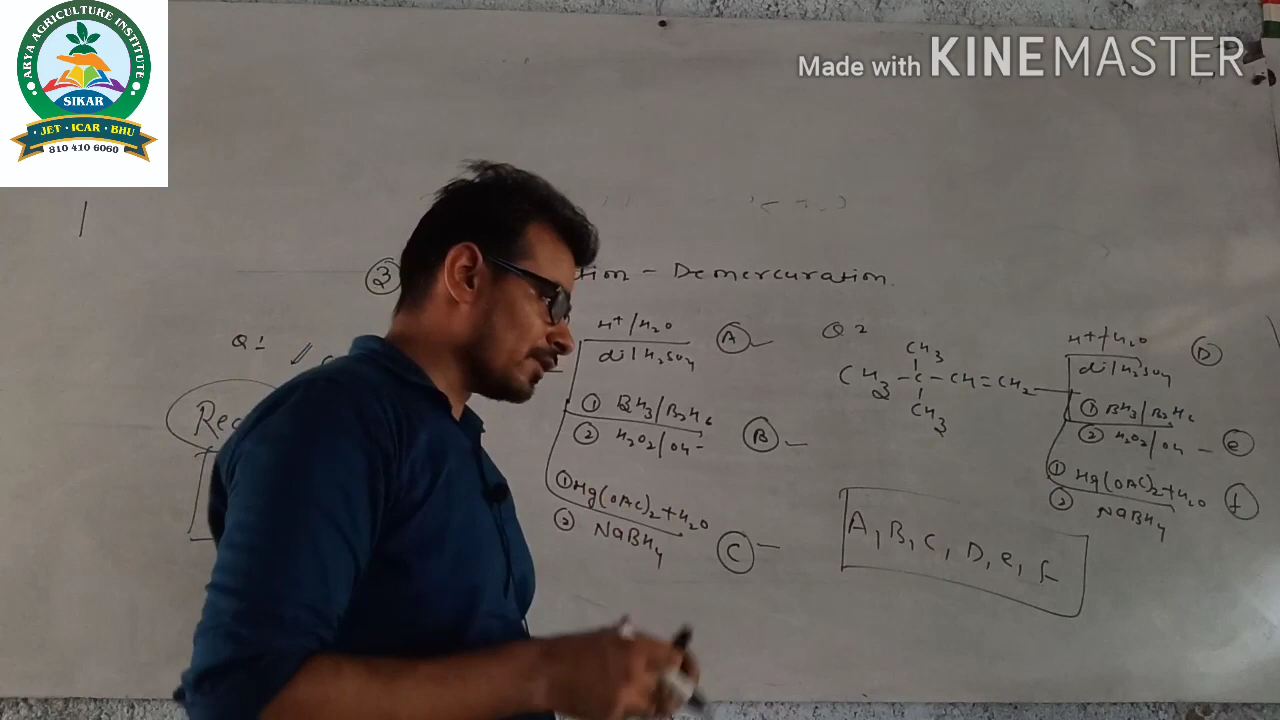 ARYA AGRICULTURE INSTITUTE
SIKAR
JET • ICAR • BHU
810 410 6060
Made with KINEMASTER
③ tion - Demercuration.
Q1
H+/H2O
dil H2SO4
A
① BH3/B2H6
② H2O2/OH-
B
① Hg(OAC)2+H2O
② NaBH4
C
Q2
CH3
CH3-C-CH=CH2
CH3
H+/H2O
dil H2SO4
D
① BH3/B2H6
② H2O2/OH
e
① Hg(OAC)2+H2O
② NaBH4
f
A, B, C, D, e, f